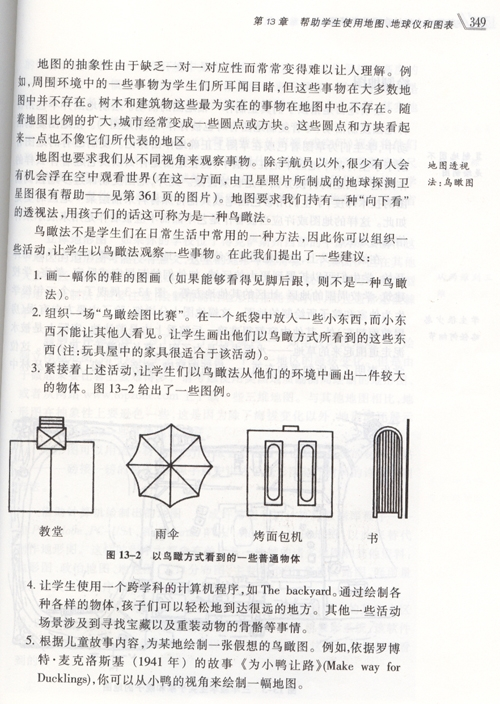 第 13 章 帮助学生使用地图、地球仪和图表 349
地图的抽象性由于缺乏一对一对应性而常常变得难以让人理解。例
如,周围环境中的一些事物为学生们所耳闻目睹,但这些事物在大多数地
图中并不存在。树木和建筑物这些最为实在的事物在地图中也不存在。随
着地图比例的扩大,城市经常变成一些圆点或方块。这些圆点和方块看起
来一点也不像它们所代表的地区。
地图也要求我们从不同视角来观察事物。除宇航员以外,很少有人会
有机会浮在空中观看世界(在这一方面,由卫星照片所制成的地球探测卫
星图很有帮助——见第 361 页的图片)。地图要求我们持有一种“向下看”
的透视法,用孩子们的话这可称为是一种鸟瞰法。
地图透视
法:鸟瞰图
鸟瞰法不是学生们在日常生活中常用的一种方法,因此你可以组织一
些活动,让学生以鸟瞰法观察一些事物。在此我们提出了一些建议:
1. 画一幅你的鞋的图画(如果能够看得见脚后跟,则不是一种鸟瞰
法)。
2. 组织一场“鸟瞰绘图比赛”。在一个纸袋中放入一些小东西,而小东
西不能让其他人看见。让学生画出他们以鸟瞰方式所看到的这些东
西(注:玩具屋中的家具很适合于该活动)。
3. 紧接着上述活动,让学生们以鸟瞰法从他们的环境中画出一件较大
的物体。图 13-2 给出了一些图例。
教堂 雨伞 烤面包机 书
图 13-2 以鸟瞰方式看到的一些普通物体
4. 让学生使用一个跨学科的计算机程序,如 The backyard。通过绘制各
种各样的物体,孩子们可以轻松地到达很远的地方。其他一些活动
场景涉及到寻找宝藏以及重装动物的骨骼等事情。
5. 根据儿童故事内容,为某地绘制一张假想的鸟瞰图。例如,依据罗博
特·麦克洛斯基(1941 年)的故事《为小鸭让路》(Make way for
Ducklings),你可以从小鸭的视角来绘制一幅地图。